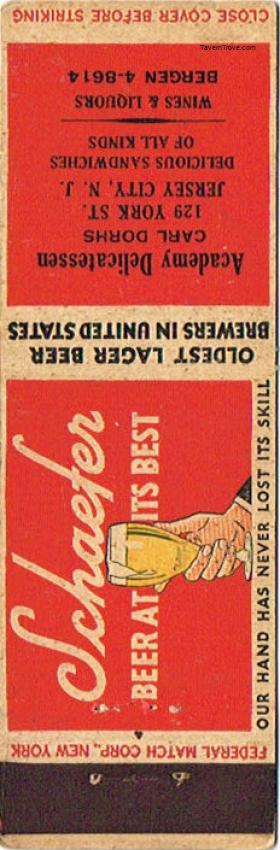 TavernTrove.com
CLOSE COVER BEFORE STRIKING
Academy Delicatessen
CARL DORHS
129 YORK ST.
JERSEY CITY, N. J.
DELICIOUS SANDWICHES
OF ALL KINDS
WINES & LIQUORS
BERGEN 4-8614
OLDEST LAGER BEER
BREWERS IN UNITED STATES
Schaefer
BEER AT ITS BEST
OUR HAND HAS NEVER LOST ITS SKILL
FEDERAL MATCH CORP., NEW YORK